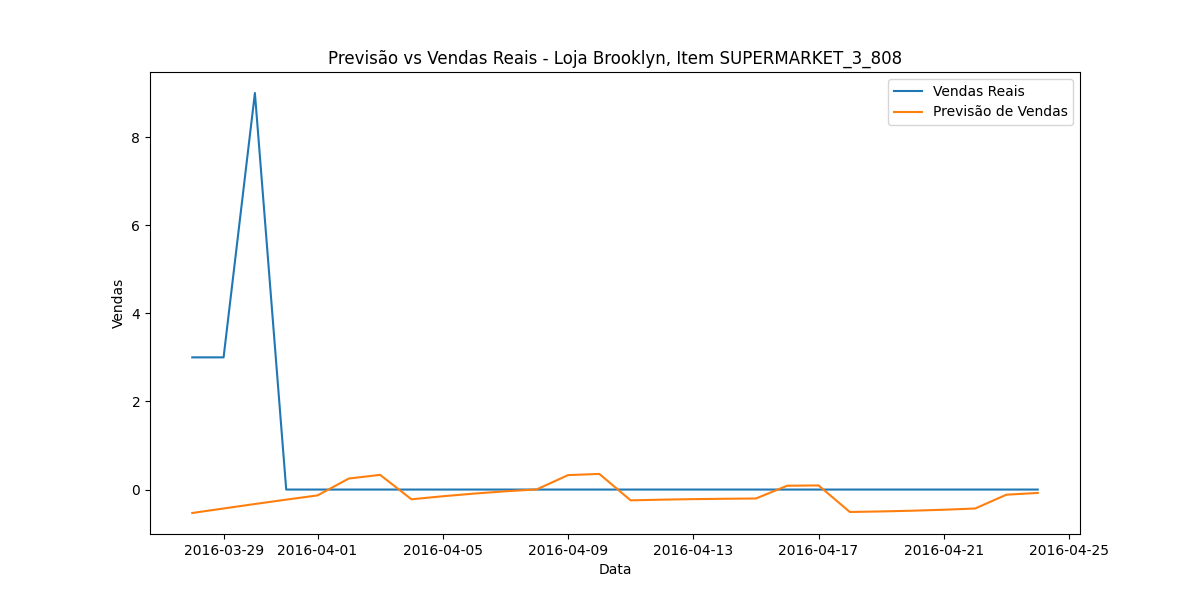 Previsão vs Vendas Reais - Loja Brooklyn, Item SUPERMARKET_3_808
Vendas Reais
Previsão de Vendas
Vendas
8
6
4
2
0
2016-03-29 2016-04-01 2016-04-05 2016-04-09 2016-04-13 2016-04-17 2016-04-21 2016-04-25
Data